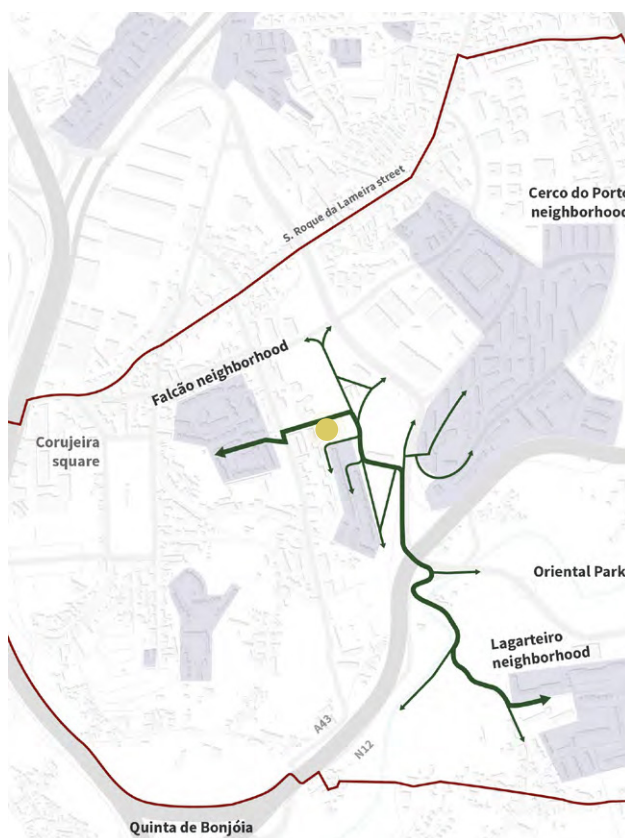 S. Roque da Lameira street
Cerco do Porto
neighborhood
Falcão neighborhood
Corujeira
square
Oriental Park
Lagarteiro
neighborhood
A43
N12
Quinta de Bonjóia